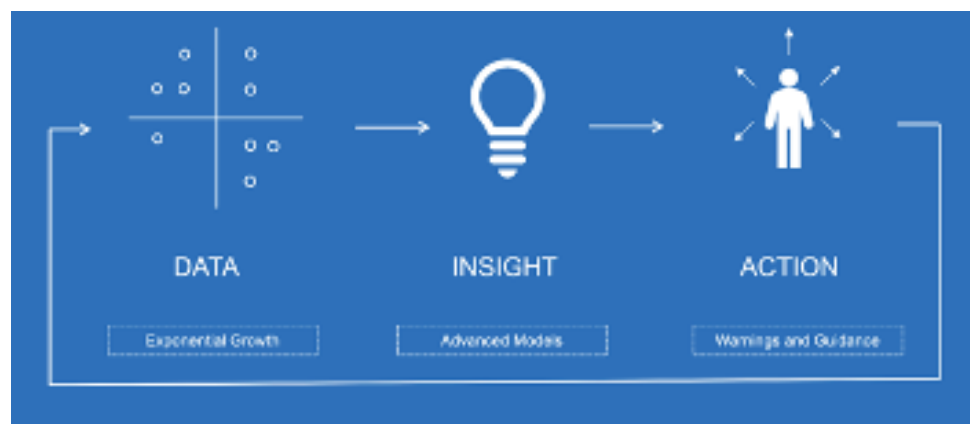 DATA
INSIGHT
ACTION
Exponential Growth
Advanced Models
Warnings and Guidance